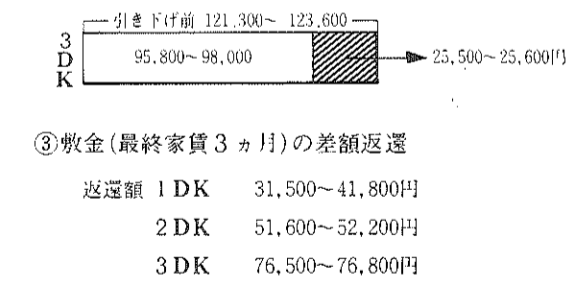 引き下げ前 121,300~ 123,600
3DK
95,800~98,000
25,500~25,600円
③敷金(最終家賃3ヵ月)の差額返還
返還額 1DK 31,500~41,800円
2DK 51,600~52,200円
3DK 76,500~76,800円